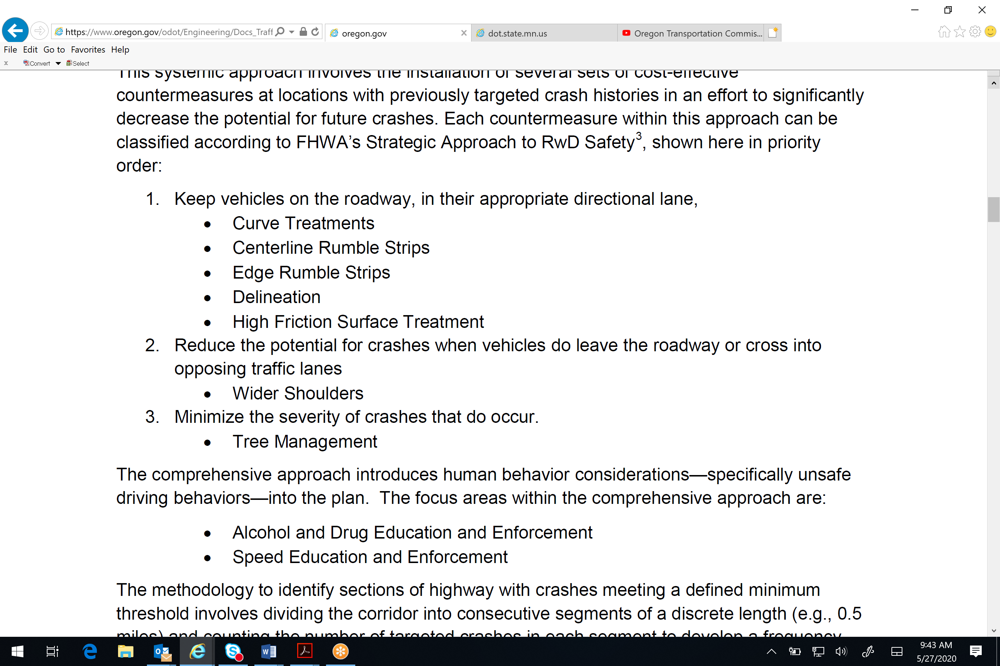 https://www.oregon.gov/odot/Engineering/Docs_Traff
oregon.gov
dot.state.mn.us
Oregon Transportation Commis...
File Edit Go to Favorites Help
x Convert Select
This systemic approach involves the installation of several sets of cost-effective
countermeasures at locations with previously targeted crash histories in an effort to significantly
decrease the potential for future crashes. Each countermeasure within this approach can be
classified according to FHWA’s Strategic Approach to RwD Safety3, shown here in priority
order:
1. Keep vehicles on the roadway, in their appropriate directional lane,
• Curve Treatments
• Centerline Rumble Strips
• Edge Rumble Strips
• Delineation
• High Friction Surface Treatment
2. Reduce the potential for crashes when vehicles do leave the roadway or cross into
opposing traffic lanes
• Wider Shoulders
3. Minimize the severity of crashes that do occur.
• Tree Management
The comprehensive approach introduces human behavior considerations—specifically unsafe
driving behaviors—into the plan.  The focus areas within the comprehensive approach are:
• Alcohol and Drug Education and Enforcement
• Speed Education and Enforcement
The methodology to identify sections of highway with crashes meeting a defined minimum
threshold involves dividing the corridor into consecutive segments of a discrete length (e.g., 0.5
miles) and counting the number of targeted crashes in each segment to develop a frequency
9:43 AM
5/27/2020